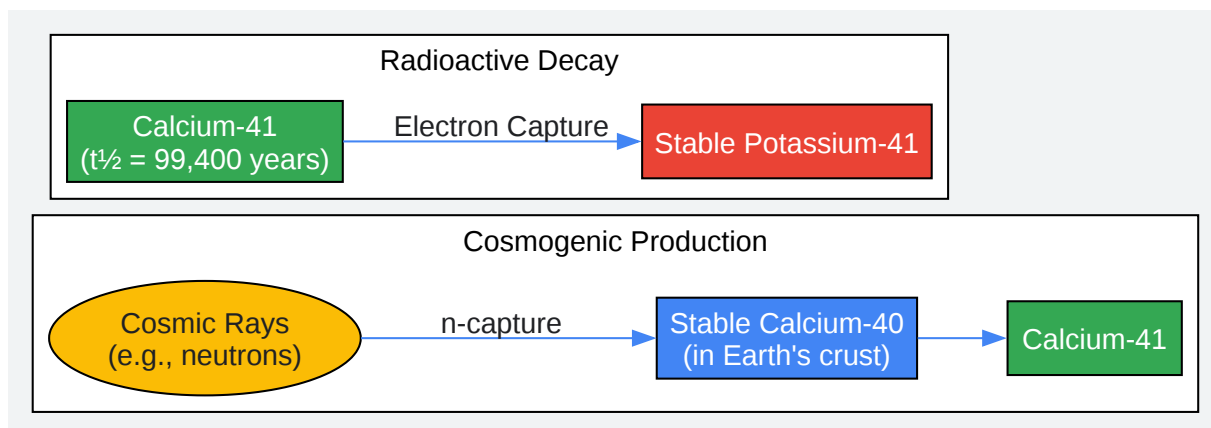 Radioactive Decay
Calcium-41
(t½ = 99,400 years)
Electron Capture
Stable Potassium-41
Cosmogenic Production
Cosmic Rays
(e.g., neutrons)
n-capture
Stable Calcium-40
(in Earth's crust)
Calcium-41